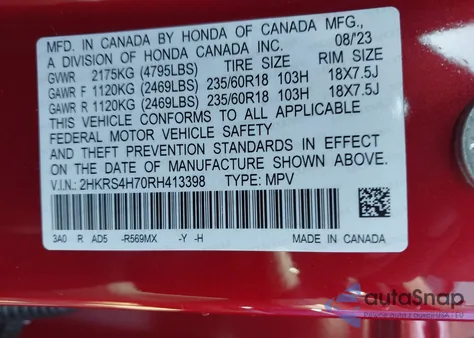 MFD. IN CANADA BY HONDA OF CANADA MFG.,
A DIVISION OF HONDA CANADA INC. 08/'23
GVWR 2175KG (4795LBS) TIRE SIZE RIM SIZE
GAWR F 1120KG (2469LBS) 235/60R18 103H 18X7.5J
GAWR R 1120KG (2469LBS) 235/60R18 103H 18X7.5J
THIS VEHICLE CONFORMS TO ALL APPLICABLE
FEDERAL MOTOR VEHICLE SAFETY
AND THEFT PREVENTION STANDARDS IN EFFECT
ON THE DATE OF MANUFACTURE SHOWN ABOVE.
V.I.N.: 2HKRS4H70RH413398 TYPE: MPV
3A0 R AD5 -R569MX -Y -H
MADE IN CANADA
autoSnap